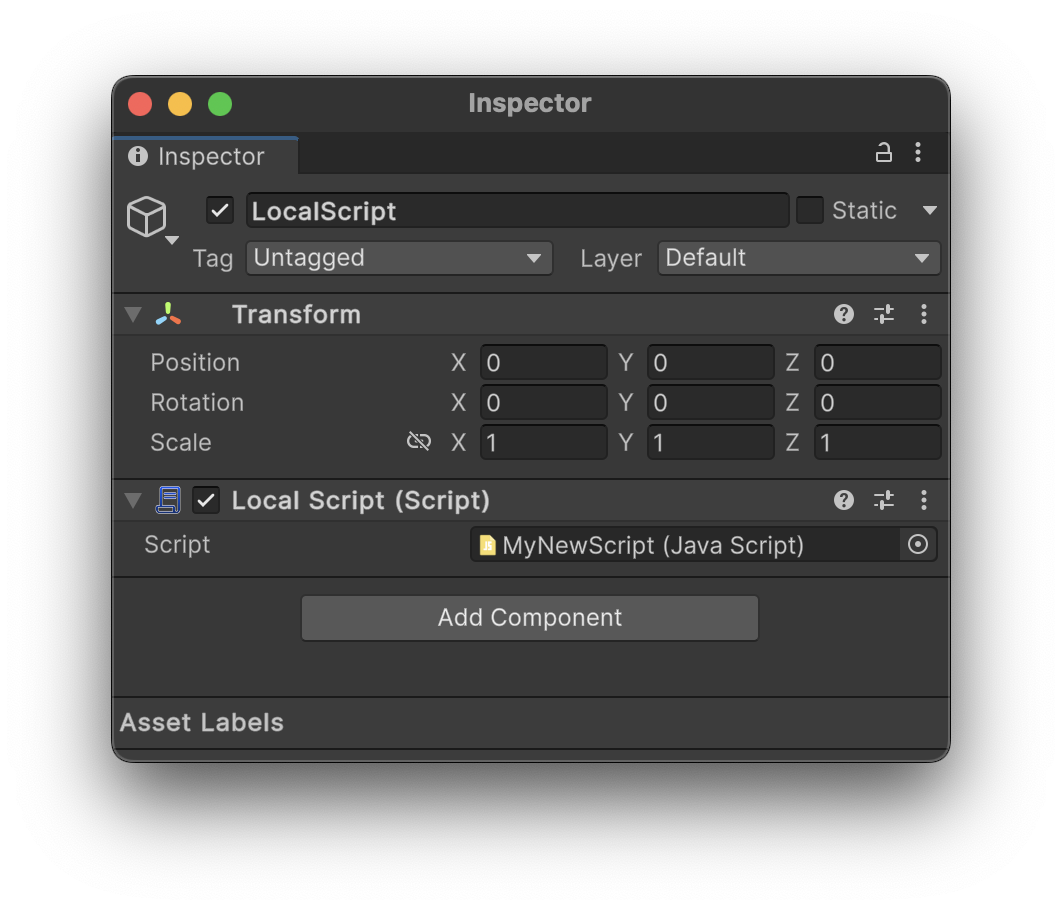 Inspector
Inspector
LocalScript Static
Tag Untagged Layer Default
Transform
Position X 0 Y 0 Z 0
Rotation X 0 Y 0 Z 0
Scale X 1 Y 1 Z 1
Local Script (Script)
Script JS MyNewScript (Java Script)
Add Component
Asset Labels